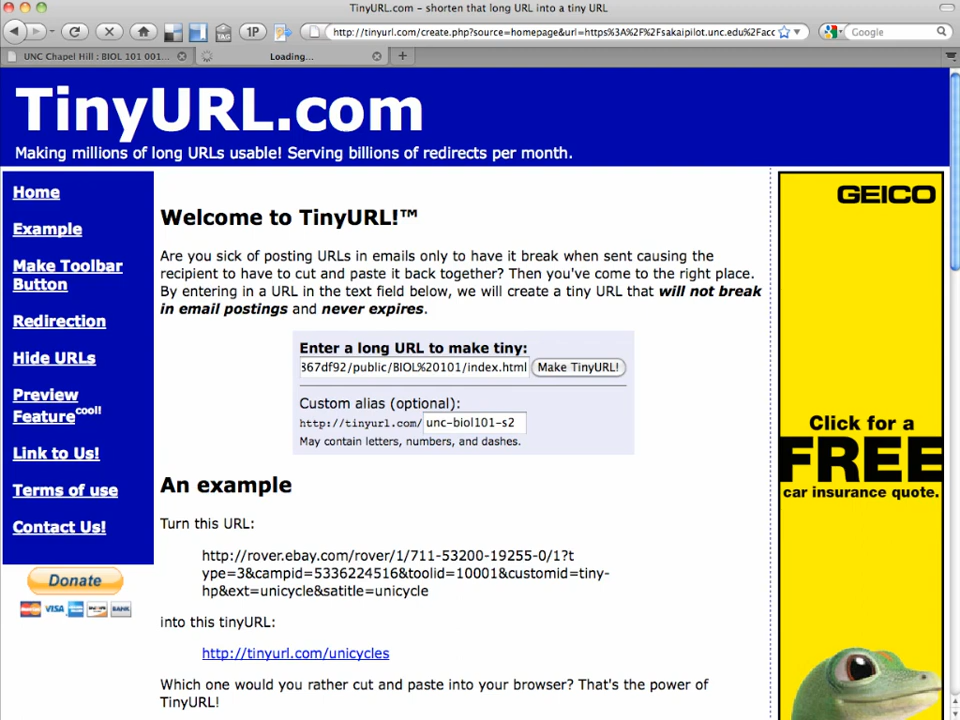 TinyURL.com – shorten that long URL into a tiny URL
1P
http://tinyurl.com/create.php?source=homepage&url=https%3A%2F%2Fsakaipilot.unc.edu%2Facc
Google
UNC Chapel Hill : BIOL 101 001...
Loading...
TinyURL.com
Making millions of long URLs usable! Serving billions of redirects per month.
Home
Example
Make Toolbar
Button
Redirection
Hide URLs
Preview
Feature cool!
Link to Us!
Terms of use
Contact Us!
Donate
VISA
BANK
Welcome to TinyURL!™
Are you sick of posting URLs in emails only to have it break when sent causing the
recipient to have to cut and paste it back together? Then you've come to the right place.
By entering in a URL in the text field below, we will create a tiny URL that will not break
in email postings and never expires.
Enter a long URL to make tiny:
367df92/public/BIOL%20101/index.html
Make TinyURL!
Custom alias (optional):
http://tinyurl.com/ unc-biol101-s2
May contain letters, numbers, and dashes.
An example
Turn this URL:
http://rover.ebay.com/rover/1/711-53200-19255-0/1?t
ype=3&campid=5336224516&toolid=10001&customid=tiny-
hp&ext=unicycle&satitle=unicycle
into this tinyURL:
http://tinyurl.com/unicycles
Which one would you rather cut and paste into your browser? That's the power of
TinyURL!
GEICO
Click for a
FREE
car insurance quote.